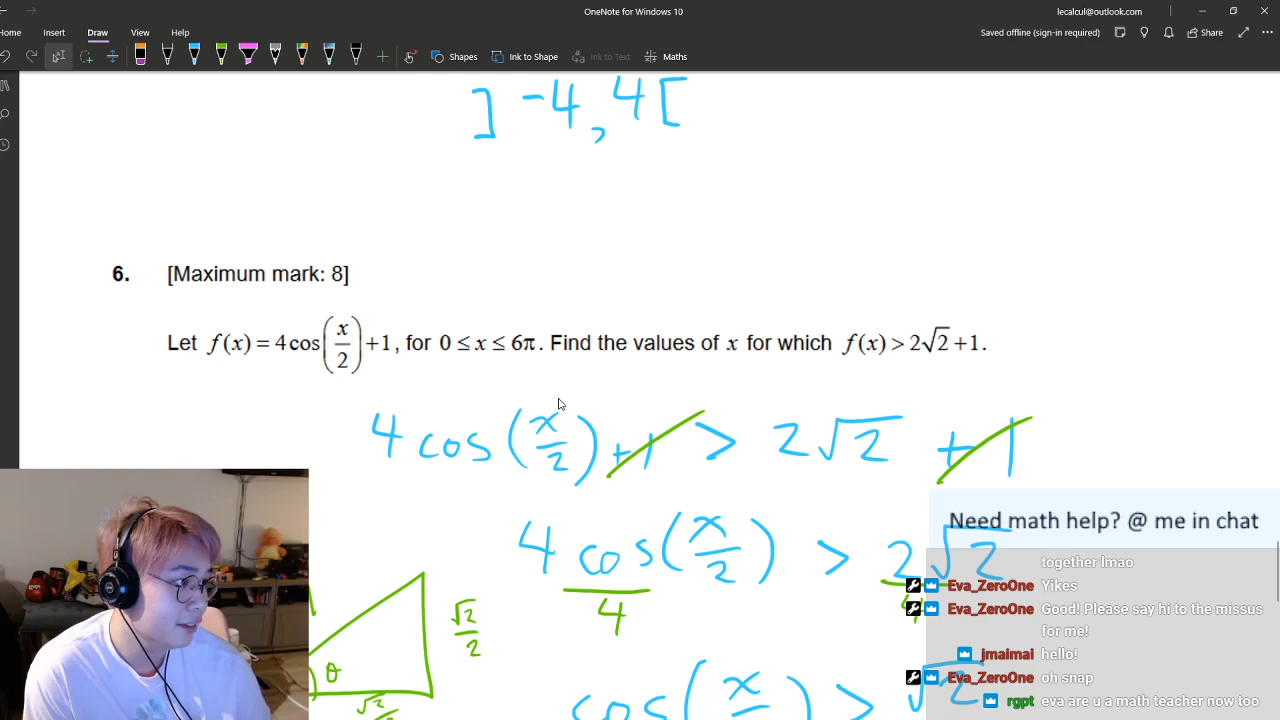 OneNote for Windows 10
lecalcul@outlook.com
Home Insert Draw View Help
Saved offline (sign-in required)
Share
Shapes
Ink to Shape
Ink to Text
Maths
]-4,4[
6. [Maximum mark: 8]
Let f(x) = 4cos(x/2) + 1, for 0 ≤ x ≤ 6π. Find the values of x for which f(x) > 2√2 + 1.
4 cos(x/2) +1 > 2√2 +1
4 cos(x/2) > 2√2
4
√2/2
θ
cos(x
> √2
Need math help? @ me in chat
together lmao
Eva_ZeroOne Yikes
Eva_ZeroOne Good! Please say hi to the missus
for me!
jmaimai hello!
Eva_ZeroOne oh snap
rgpt eva are u a math teacher now too